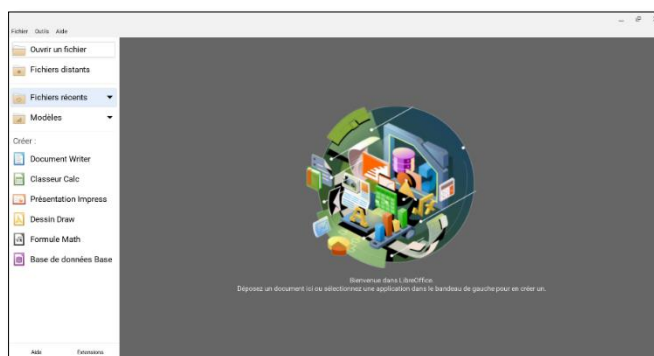 Fichier Outils Aide
Ouvrir un fichier
Fichiers distants
Fichiers récents
Modèles
Créer :
Document Writer
Classeur Calc
Présentation Impress
Dessin Draw
Formule Math
Base de données Base
Bienvenue dans LibreOffice.
Déposez un document ici ou sélectionnez une application dans le bandeau de gauche pour en créer un.
Aide Extensions